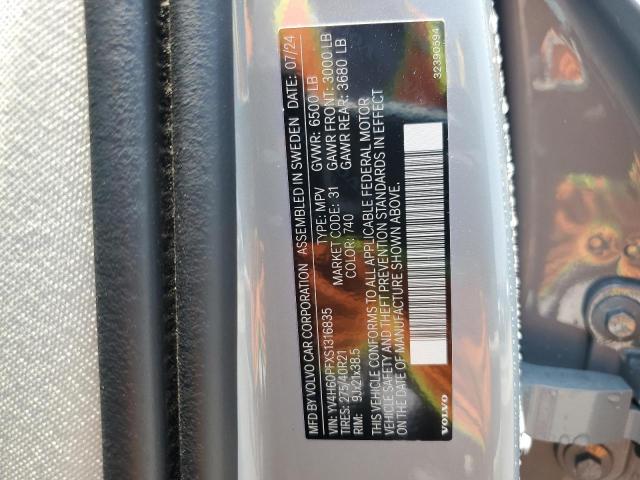 MFD BY VOLVO CAR CORPORATION ASSEMBLED IN SWEDEN DATE: 07/24
VIN: YV4H60PFXS1316835 TYPE: MPV GVWR: 6500 LB
TIRES: 275/40R21 MARKET CODE: 31 GAWR FRONT: 3000 LB
RIM: 9Jx21x38.5 COLOR: 740 GAWR REAR: 3680 LB
THIS VEHICLE CONFORMS TO ALL APPLICABLE FEDERAL MOTOR
VEHICLE SAFETY AND THEFT PREVENTION STANDARDS IN EFFECT
ON THE DATE OF MANUFACTURE SHOWN ABOVE.
VOLVO 32390594